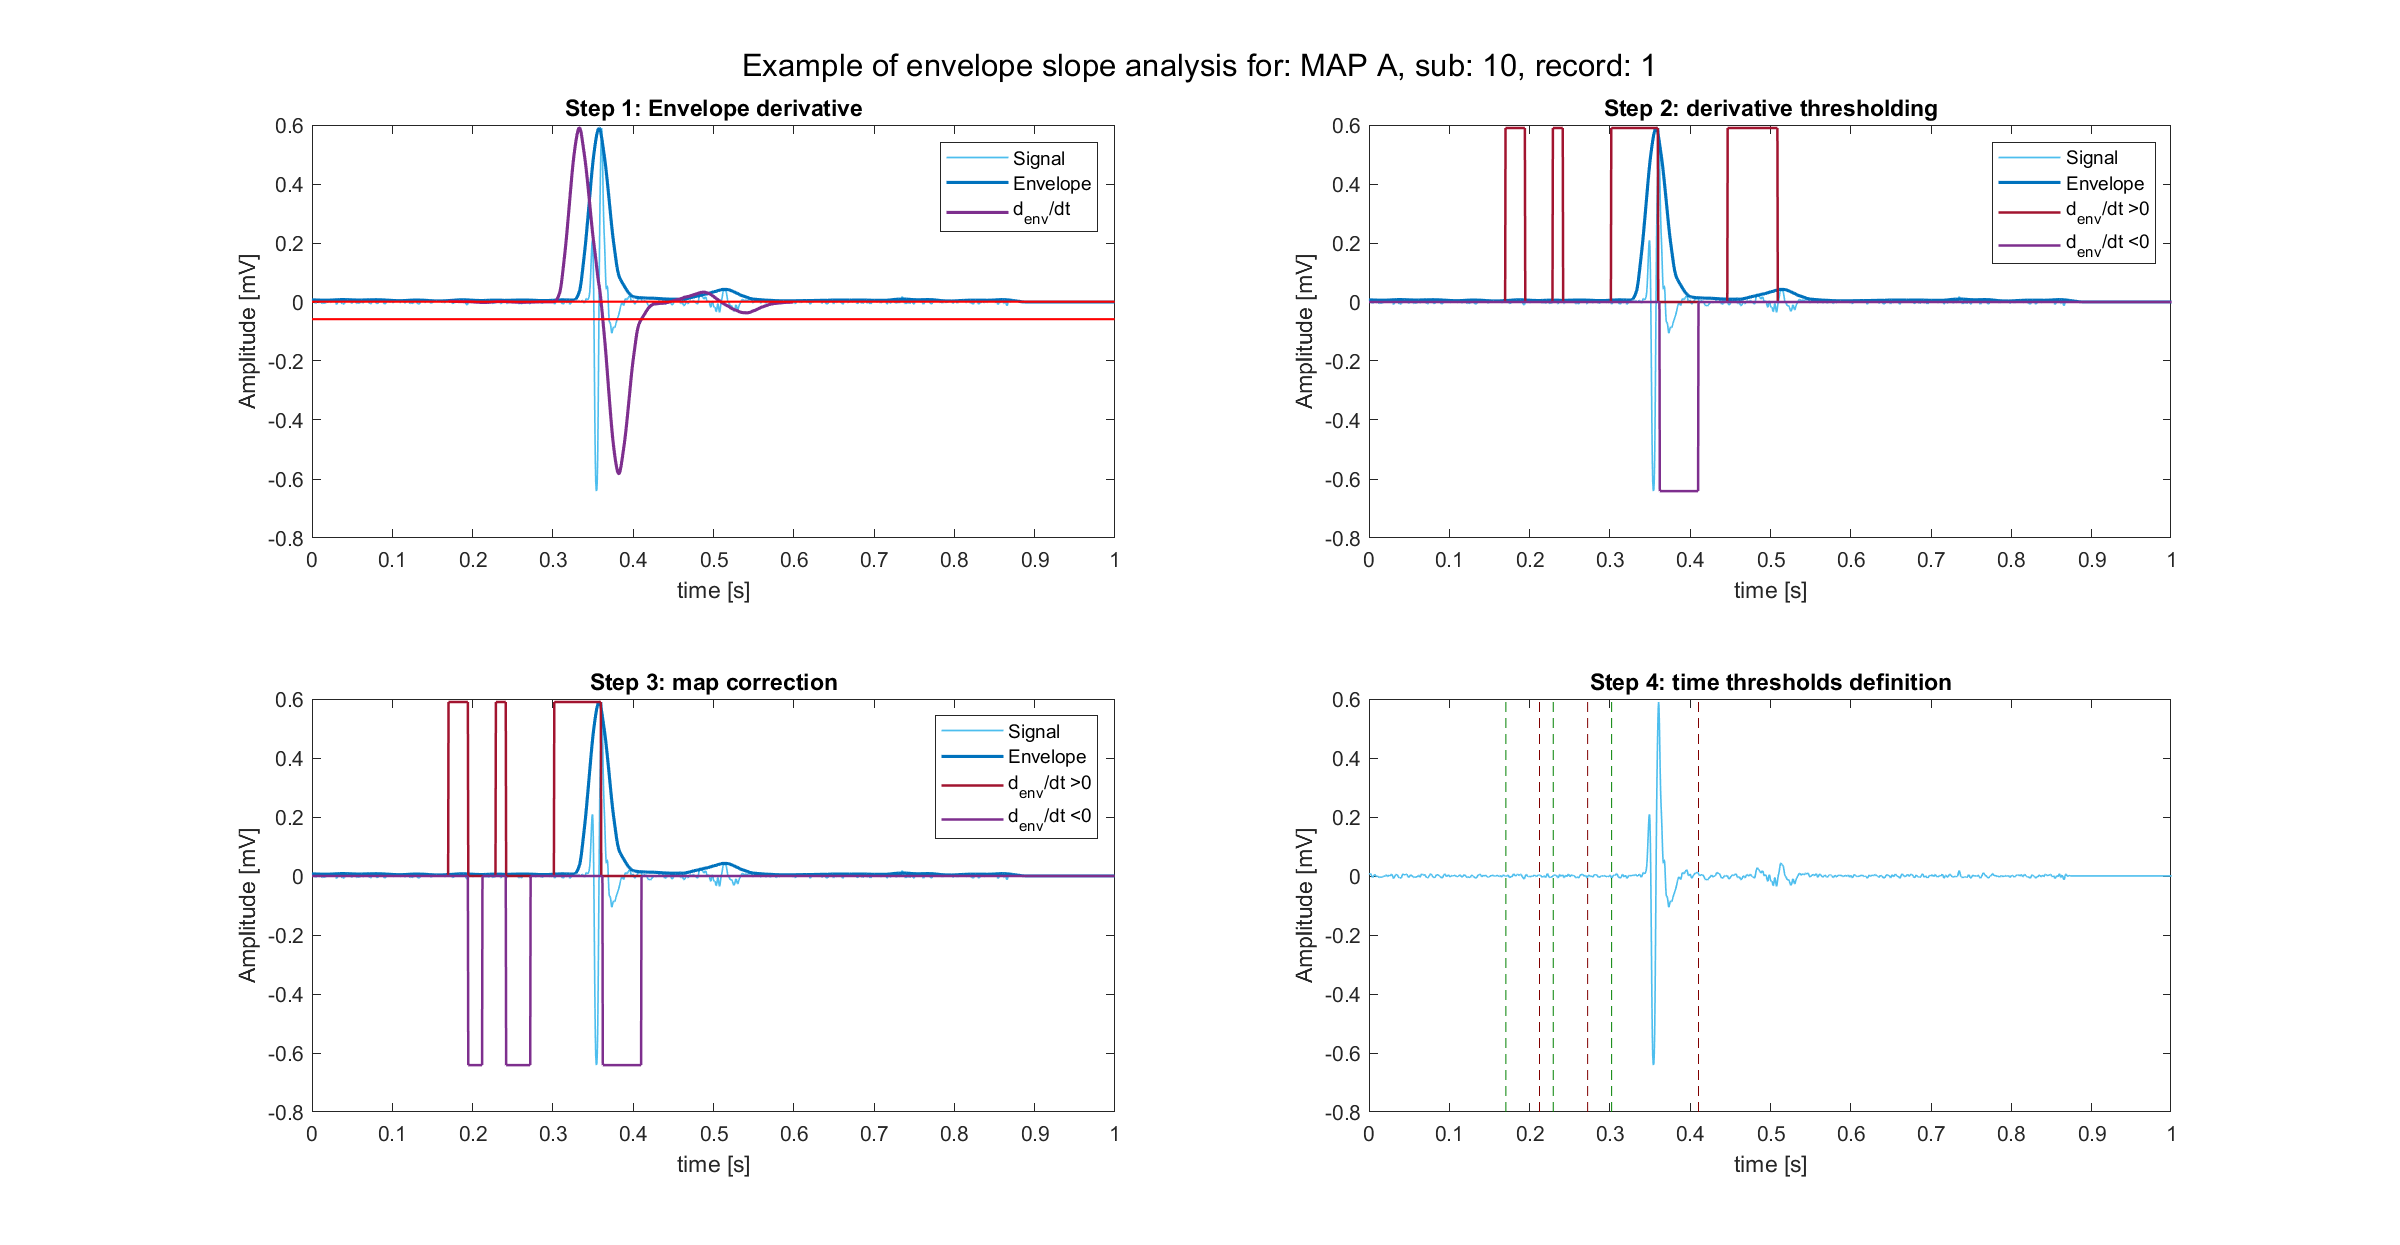 Example of envelope slope analysis for: MAP A, sub: 10, record: 1
Step 1: Envelope derivative
0.6
0.4
0.2
0
-0.2
-0.4
-0.6
-0.8
Amplitude [mV]
0 0.1 0.2 0.3 0.4 0.5 0.6 0.7 0.8 0.9 1
time [s]
Signal
Envelope
d_env/dt
Step 2: derivative thresholding
0.6
0.4
0.2
0
-0.2
-0.4
-0.6
-0.8
Amplitude [mV]
0 0.1 0.2 0.3 0.4 0.5 0.6 0.7 0.8 0.9 1
time [s]
Signal
Envelope
d_env/dt >0
d_env/dt <0
Step 3: map correction
0.6
0.4
0.2
0
-0.2
-0.4
-0.6
-0.8
Amplitude [mV]
0 0.1 0.2 0.3 0.4 0.5 0.6 0.7 0.8 0.9 1
time [s]
Signal
Envelope
d_env/dt >0
d_env/dt <0
Step 4: time thresholds definition
0.6
0.4
0.2
0
-0.2
-0.4
-0.6
-0.8
Amplitude [mV]
0 0.1 0.2 0.3 0.4 0.5 0.6 0.7 0.8 0.9 1
time [s]